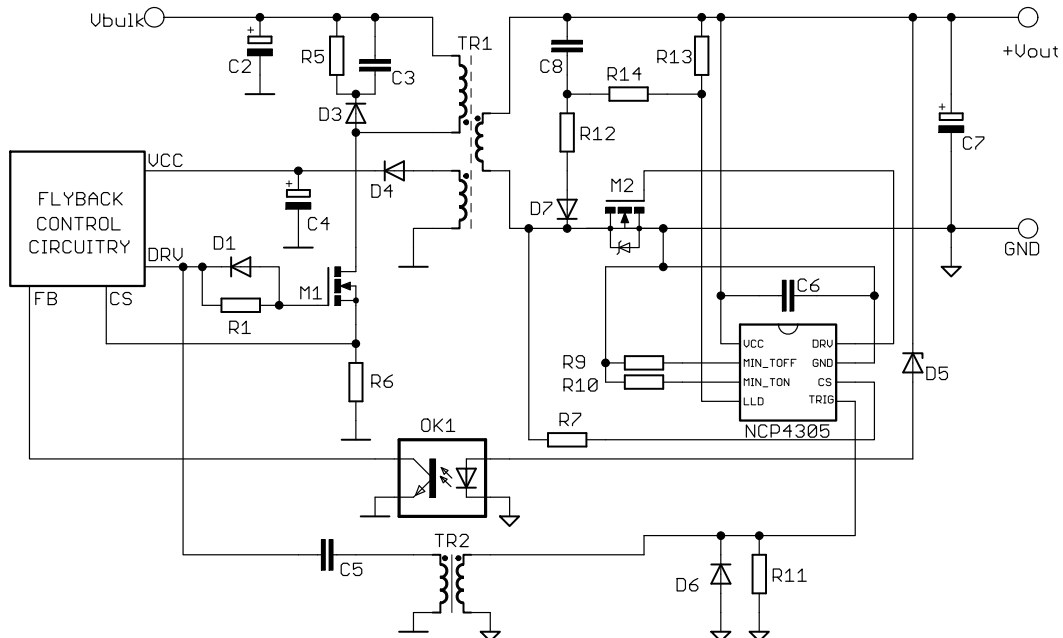 Vbulk
+
C2
R5
C3
TR1
C8
R13
R14
+Vout
D3
R12
+
C7
FLYBACK
CONTROL
CIRCUITRY
VCC
D4
+
C4
D7
M2
GND
DRV
D1
M1
R1
FB
CS
C6
R6
R9
R10
VCC
MIN_TOFF
MIN_TON
LLD
DRV
GND
CS
TRIG
D5
R7
NCP4305
OK1
TR2
C5
D6
R11